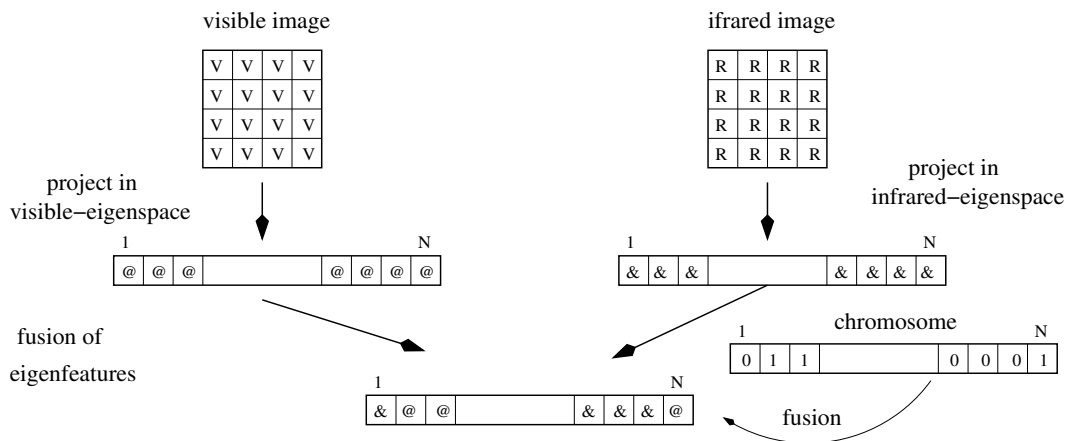 visible image
ifrared image
V V V V
V V V V
V V V V
V V V V
R R R R
R R R R
R R R R
R R R R
project in
visible−eigenspace
project in
infrared−eigenspace
1 N
@ @ @ @ @ @ @
1 N
& & & & & & &
fusion of
eigenfeatures
chromosome
1 N
0 1 1 0 0 0 1
1 N
& @ @ & & & @
fusion